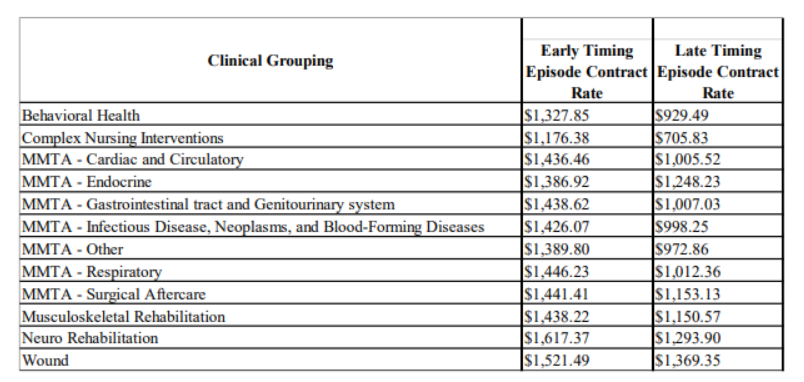 Clinical Grouping
Early Timing Episode Contract Rate
Late Timing Episode Contract Rate
Behavioral Health $1,327.85 $929.49
Complex Nursing Interventions $1,176.38 $705.83
MMTA - Cardiac and Circulatory $1,436.46 $1,005.52
MMTA - Endocrine $1,386.92 $1,248.23
MMTA - Gastrointestinal tract and Genitourinary system $1,438.62 $1,007.03
MMTA - Infectious Disease, Neoplasms, and Blood-Forming Diseases $1,426.07 $998.25
MMTA - Other $1,389.80 $972.86
MMTA - Respiratory $1,446.23 $1,012.36
MMTA - Surgical Aftercare $1,441.41 $1,153.13
Musculoskeletal Rehabilitation $1,438.22 $1,150.57
Neuro Rehabilitation $1,617.37 $1,293.90
Wound $1,521.49 $1,369.35